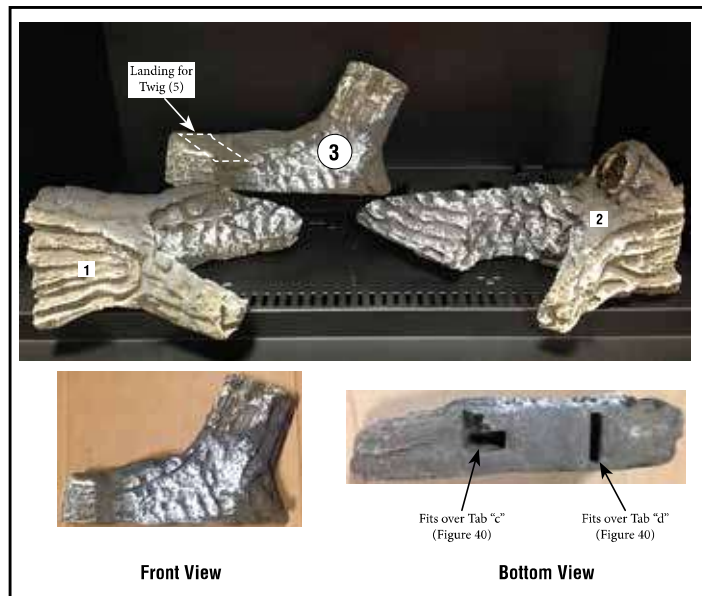 Landing for
Twig (5)
3
2
1
Fits over Tab “c”
(Figure 40)
Fits over Tab “d”
(Figure 40)
Front View
Bottom View